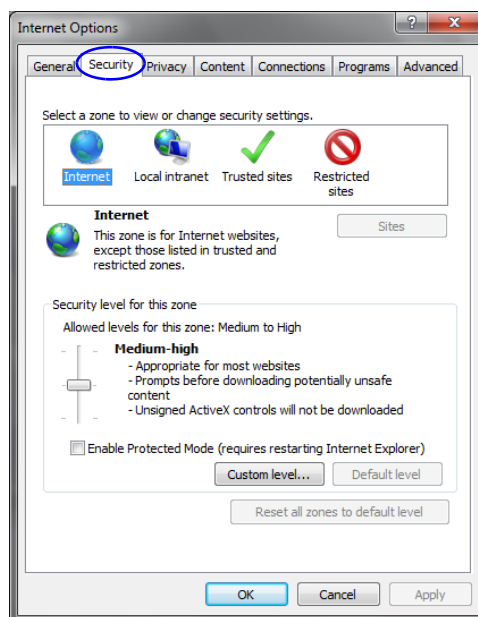 Internet Options
?
X
General Security Privacy Content Connections Programs Advanced
Select a zone to view or change security settings.
Internet Local intranet Trusted sites Restricted sites
Internet
This zone is for Internet websites,
except those listed in trusted and
restricted zones.
Sites
Security level for this zone
Allowed levels for this zone: Medium to High
Medium-high
- Appropriate for most websites
- Prompts before downloading potentially unsafe
content
- Unsigned ActiveX controls will not be downloaded
Enable Protected Mode (requires restarting Internet Explorer)
Custom level... Default level
Reset all zones to default level
OK Cancel Apply